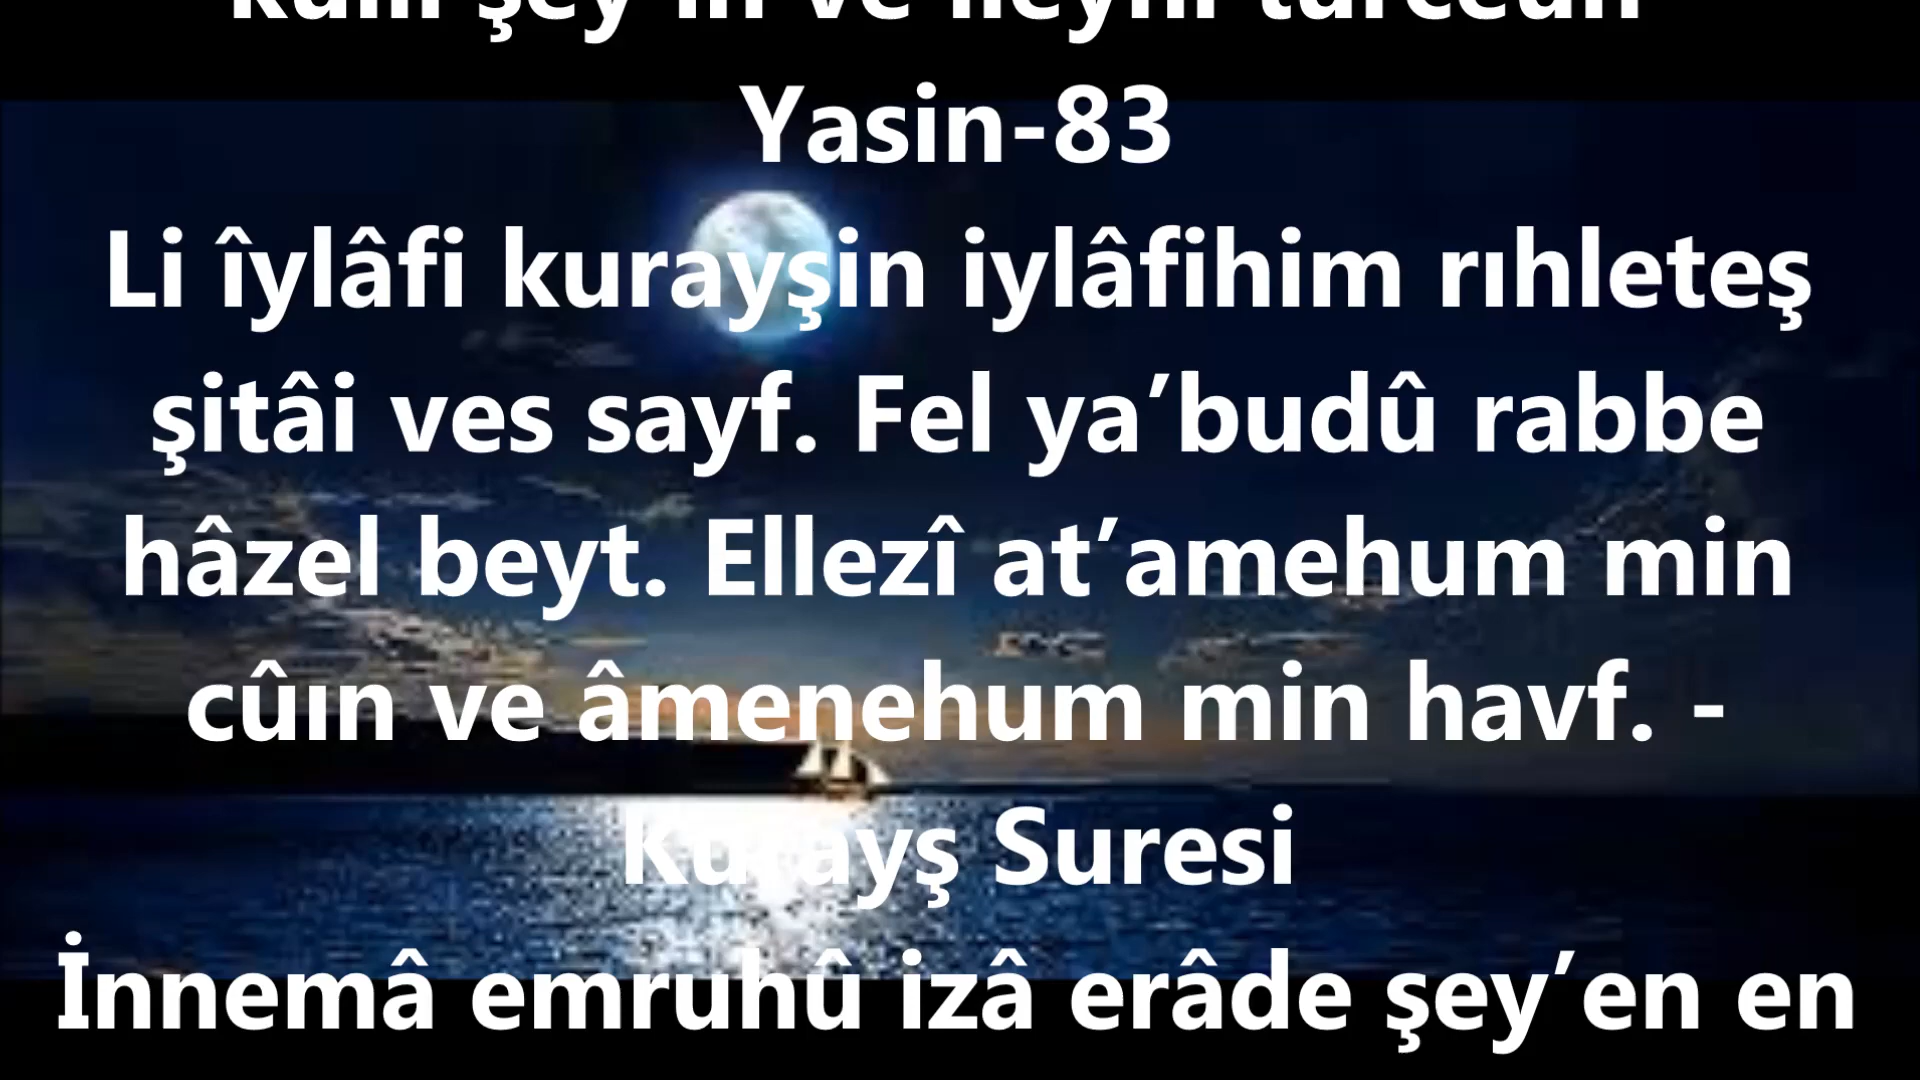 külli şey'in ve ileyhi turceûn
Yasin-83
Li îylâfi kurayşin iylâfihim rıhleteş
şitâi ves sayf. Fel ya’budû rabbe
hâzel beyt. Ellezî at’amehum min
cûın ve âmenehum min havf. -
Kurayş Suresi
İnnemâ emruhû izâ erâde şey’en en